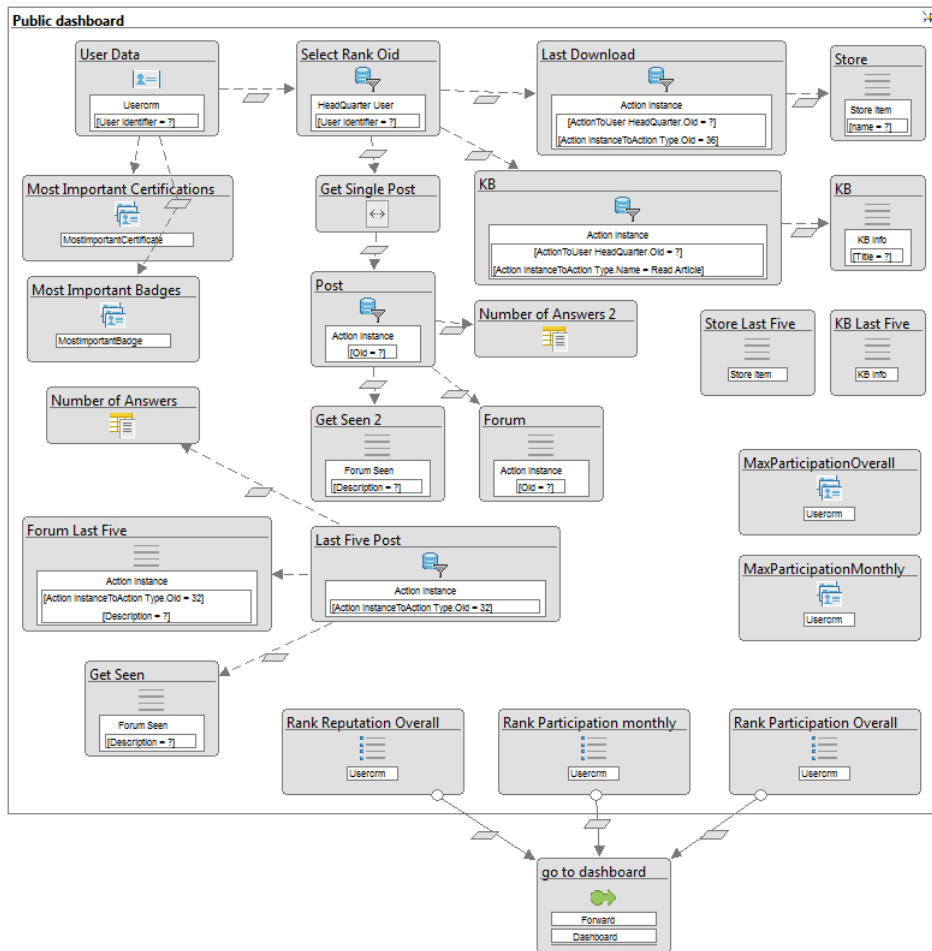 Public dashboard
User Data
Usercrm
[User Identifier = ?]
Select Rank Oid
HeadQuarter User
[User Identifier = ?]
Last Download
Action Instance
[ActionToUser HeadQuarter.Oid = ?]
[Action InstanceToAction Type.Oid = 36]
Store
Store Item
[name = ?]
Most Important Certifications
MostImportantCertificate
Get Single Post
KB
Action Instance
[ActionToUser HeadQuarter.Oid = ?]
[Action InstanceToAction Type.Name = Read Article]
KB
KB Info
[Title = ?]
Most Important Badges
MostImportantBadge
Post
Action Instance
[Oid = ?]
Number of Answers 2
Store Last Five
Store Item
KB Last Five
KB Info
Number of Answers
Get Seen 2
Forum Seen
[Description = ?]
Forum
Action Instance
[Oid = ?]
MaxParticipationOverall
Usercrm
Forum Last Five
Action Instance
[Action InstanceToAction Type.Oid = 32]
[Description = ?]
Last Five Post
Action Instance
[Action InstanceToAction Type.Oid = 32]
MaxParticipationMonthly
Usercrm
Get Seen
Forum Seen
[Description = ?]
Rank Reputation Overall
Usercrm
Rank Participation monthly
Usercrm
Rank Participation Overall
Usercrm
go to dashboard
Forward
Dashboard